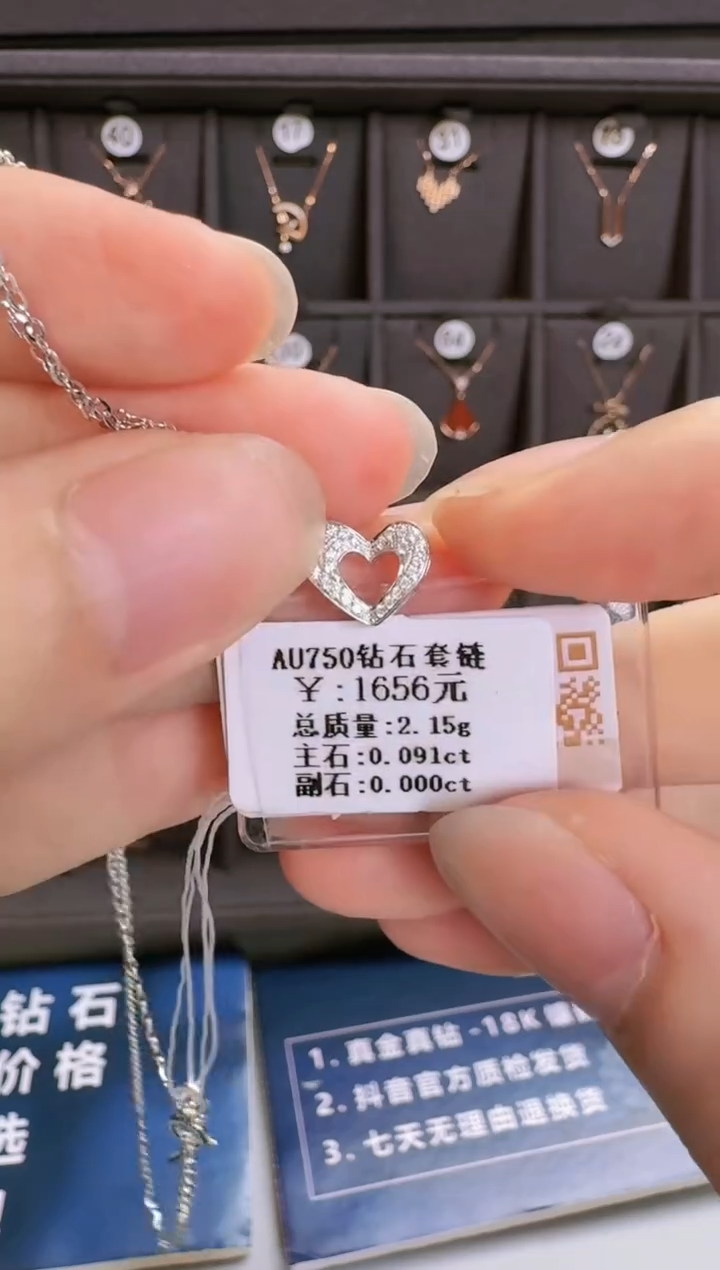 40
17
31
AU750钻石套链
￥:1656元
总质量:2.15g
主石:0.091ct
副石:0.000ct
钻石
价格
选
1. 真金真钻 -18K
2. 抖音官方质检发货
3. 七天无理由退换货